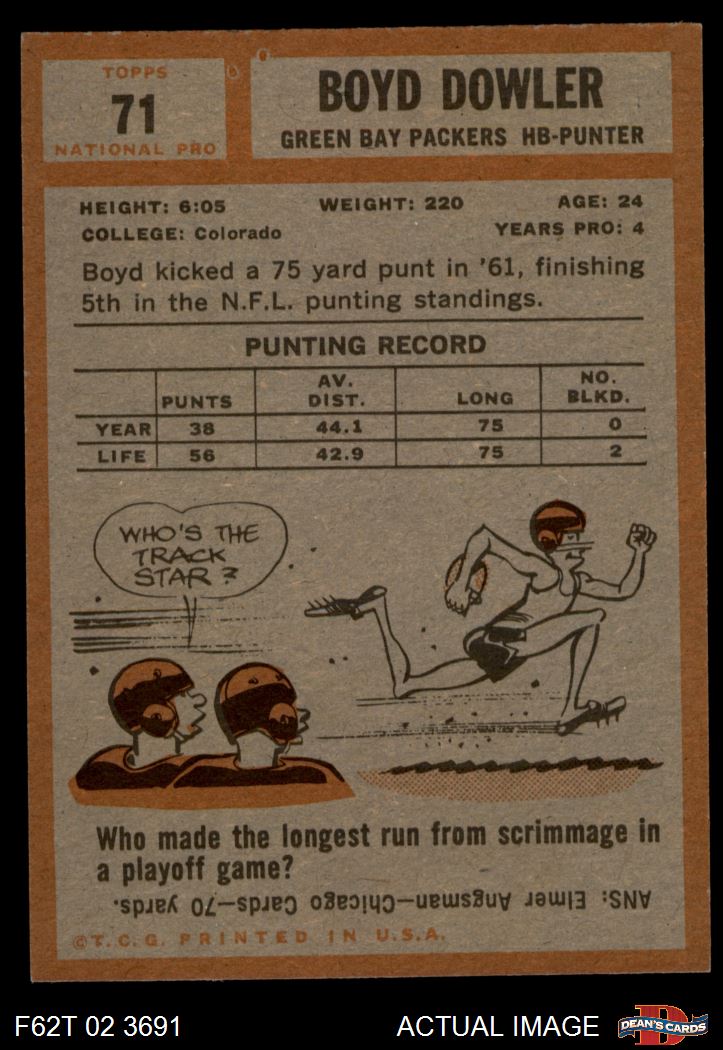 TOPPS
71
NATIONAL PRO
BOYD DOWLER
GREEN BAY PACKERS HB-PUNTER
HEIGHT: 6:05 WEIGHT: 220 AGE: 24
COLLEGE: Colorado YEARS PRO: 4
Boyd kicked a 75 yard punt in '61, finishing
5th in the N.F.L. punting standings.
PUNTING RECORD
PUNTS AV. DIST. LONG NO. BLKD.
YEAR 38 44.1 75 0
LIFE 56 42.9 75 2
WHO'S THE
TRACK
STAR?
Who made the longest run from scrimmage in
a playoff game?
ANS: Elmer Angsman—Chicago Cards—70 yards.
©T.C.G. PRINTED IN U.S.A.
F62T 02 3691 ACTUAL IMAGE DEAN'S CARDS